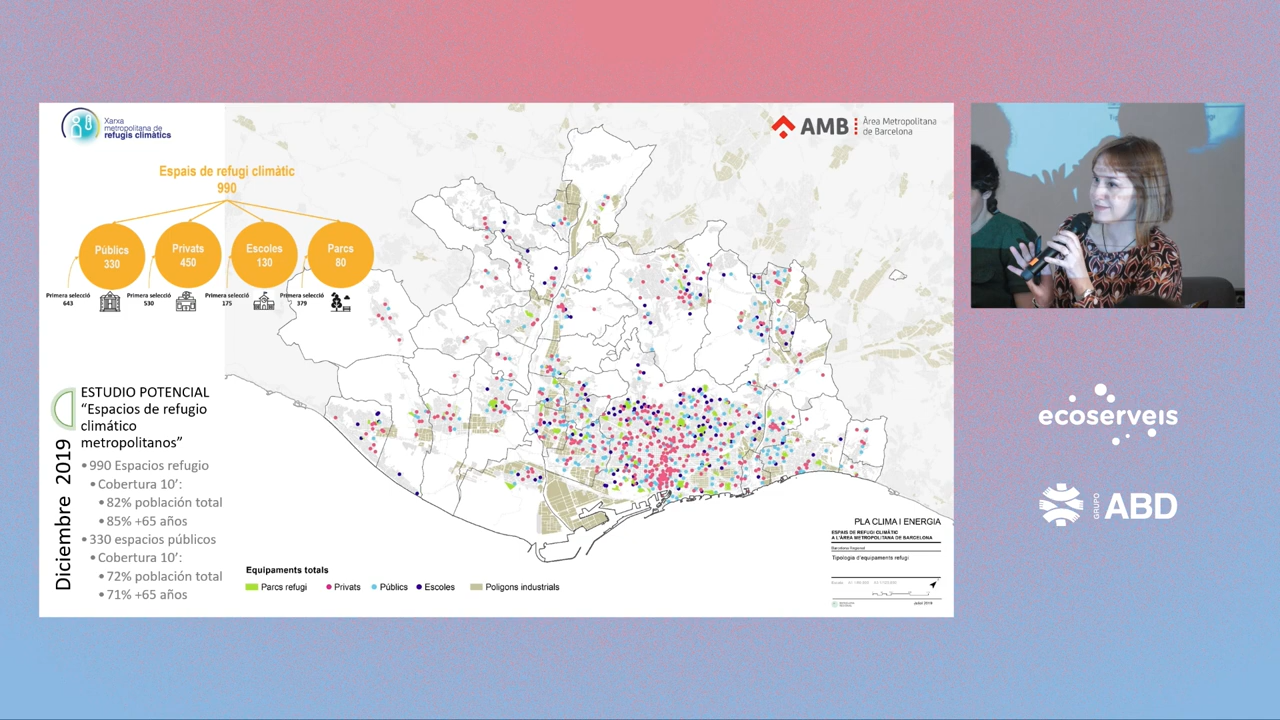 Xarxa
metropolitana de
refugis climàtics
AMB
Àrea Metropolitana
de Barcelona
Espais de refugi climàtic
990
Públics
330
Privats
450
Escoles
130
Parcs
80
Primera selecció
643
Primera selecció
530
Primera selecció
175
Primera selecció
379
Diciembre 2019
ESTUDIO POTENCIAL
“Espacios de refugio
climático
metropolitanos”
•990 Espacios refugio
•Cobertura 10’:
•82% población total
•85% +65 años
•330 espacios públicos
•Cobertura 10’:
•72% población total
•71% +65 años
Equipaments totals
Parcs refugi
Privats
Públics
Escoles
Poligons industrials
PLA CLIMA I ENERGIA
ESPAIS DE REFUGI CLIMÀTIC
A L'ÀREA METROPOLITANA DE BARCELONA
Barcelona Regional
Tipologia d'equipaments refugi
ecoserveis
GRUPO
ABD